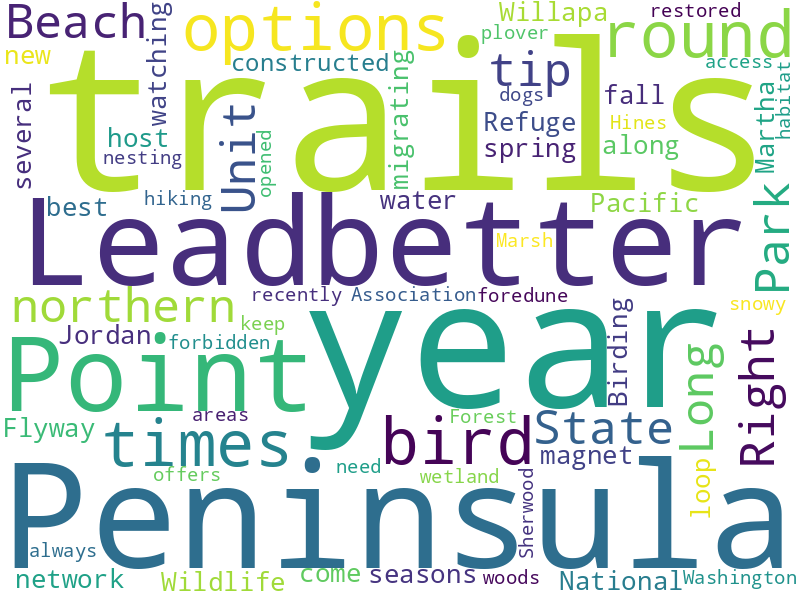 Beach
options
Willapa
restored
round
trails
new
watching
constructed
migrating
plover
tip
access
habitat
several
host
nesting
Unit
opened
dogs
fall
Refuge
Hines
spring
along
Martha
best
hiking
water
Pacific
Leadbetter
Marsh
Park
northern
recently
Association
foredune
snowy
Jordan
keep
forbidden
year
Birding
Point
Long
Right
Flyway
areas
Forest
times
bird
State
magnet
offers
need
wetland
Sherwood
loop
Peninsula
always
network
Wildlife
come
seasons
woods
National
Washington